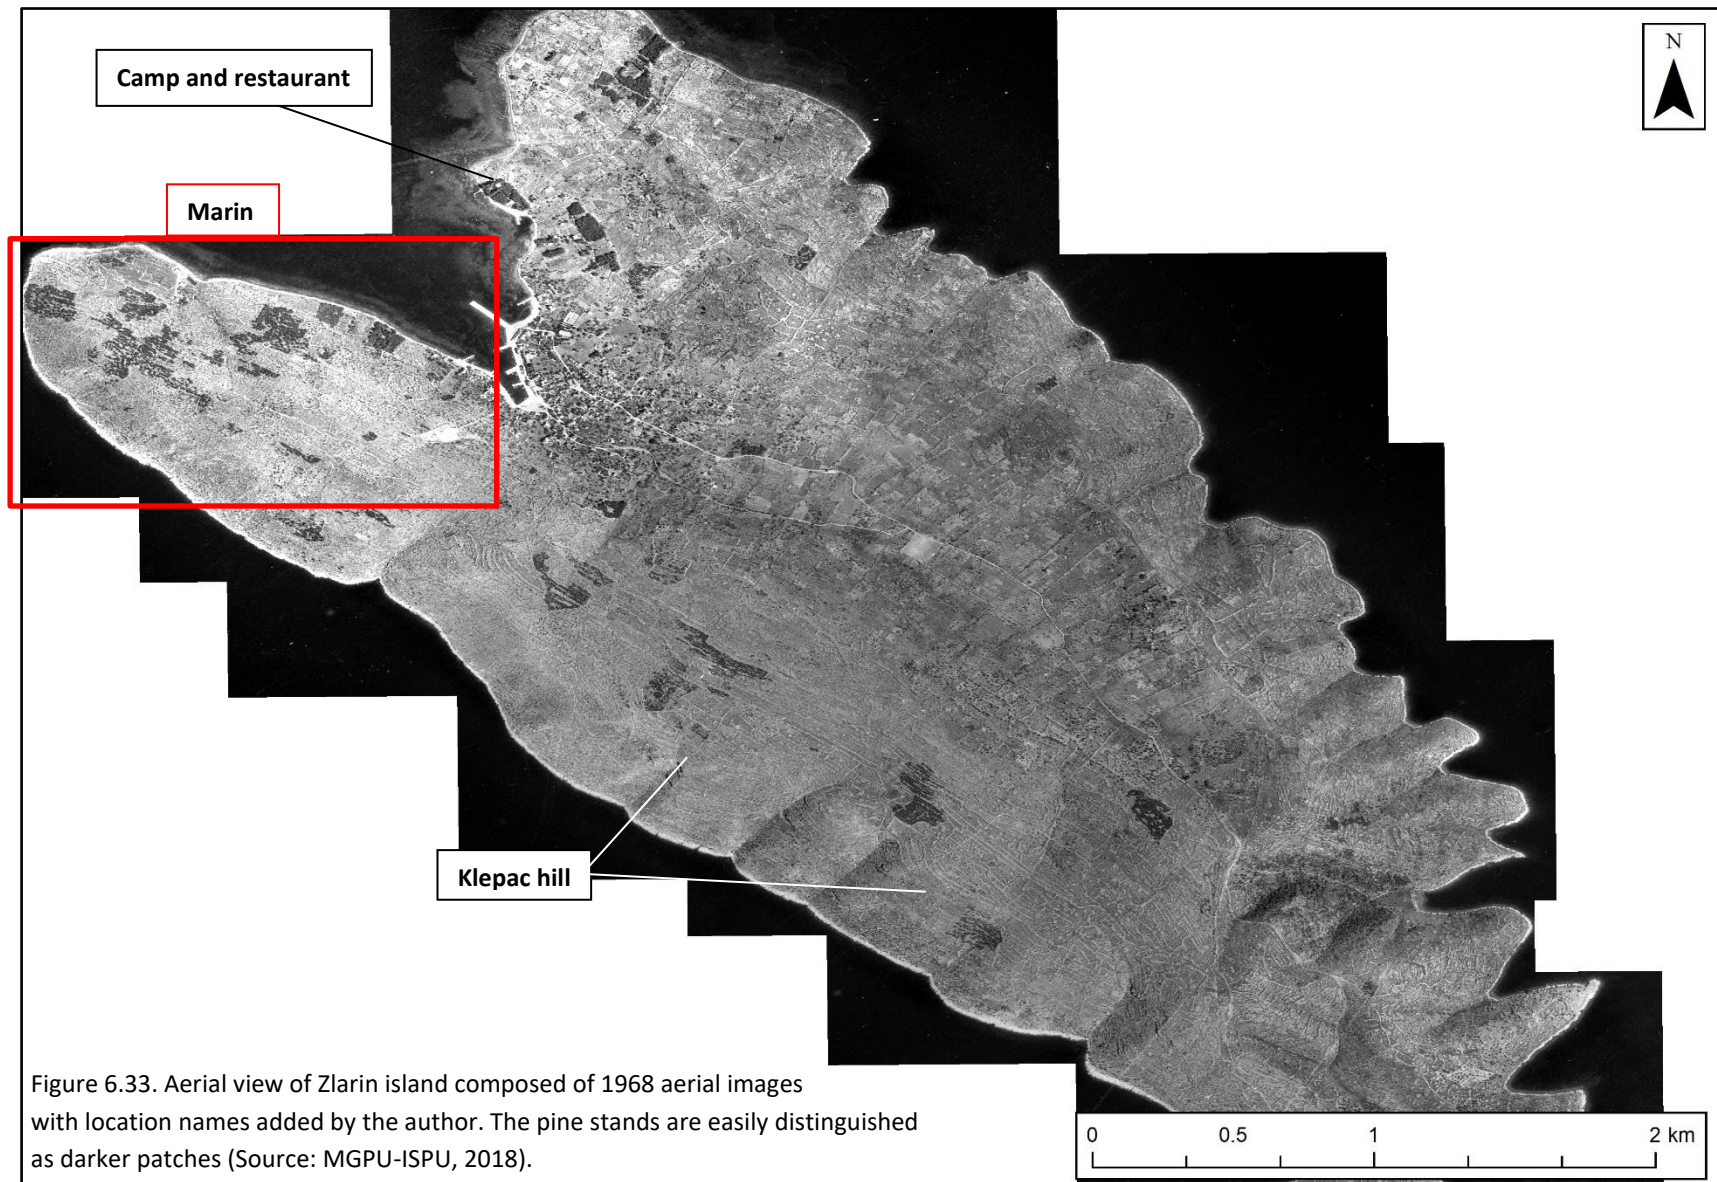 N
Camp and restaurant
Marin
Klepac hill
Figure 6.33. Aerial view of Zlarin island composed of 1968 aerial images
with location names added by the author. The pine stands are easily distinguished
as darker patches (Source: MGPU-ISPU, 2018).
0 0.5 1 2 km